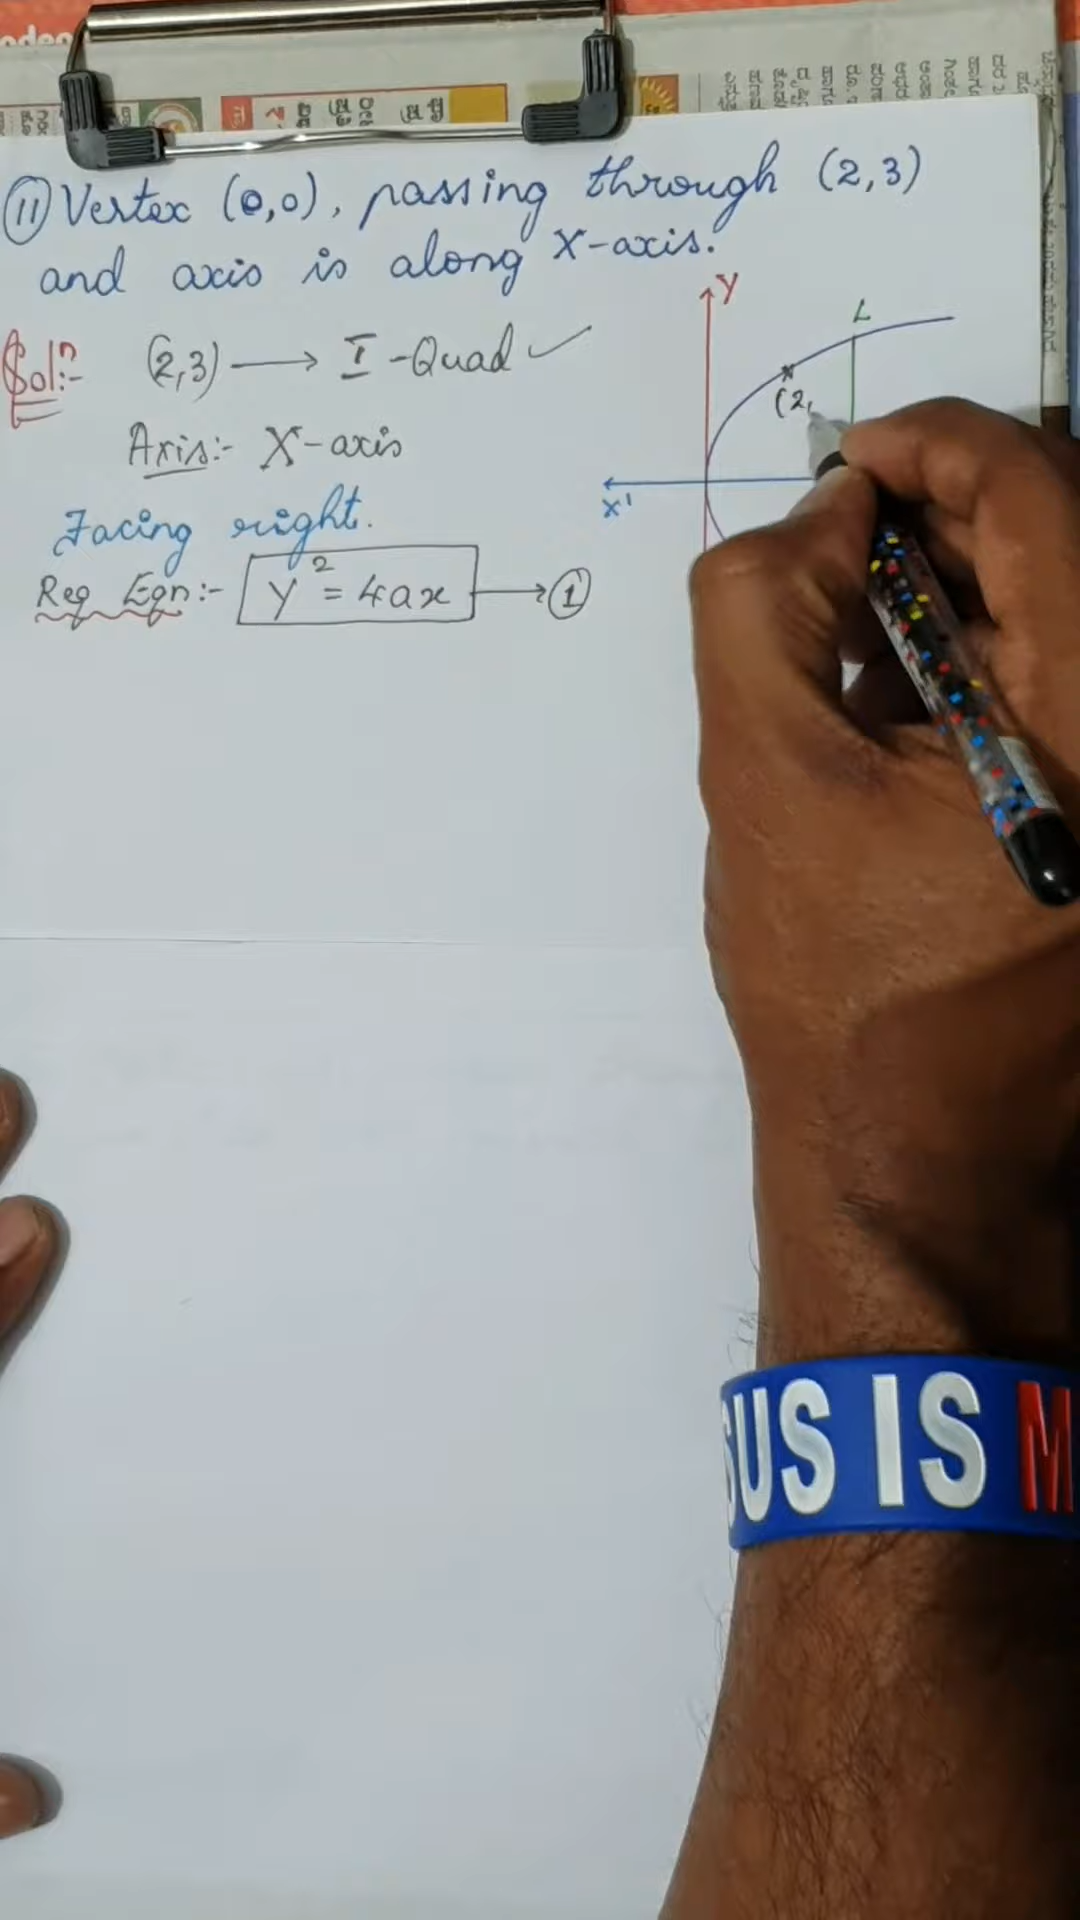 11 Vertex (0,0), passing through (2,3)
and axis is along X-axis.
Soln:- (2,3) → I-Quad ✓
Axis:- X-axis
Facing right.
Req Eqn:- y² = 4ax → 1
Y
L
(2,
X'
SUS IS M